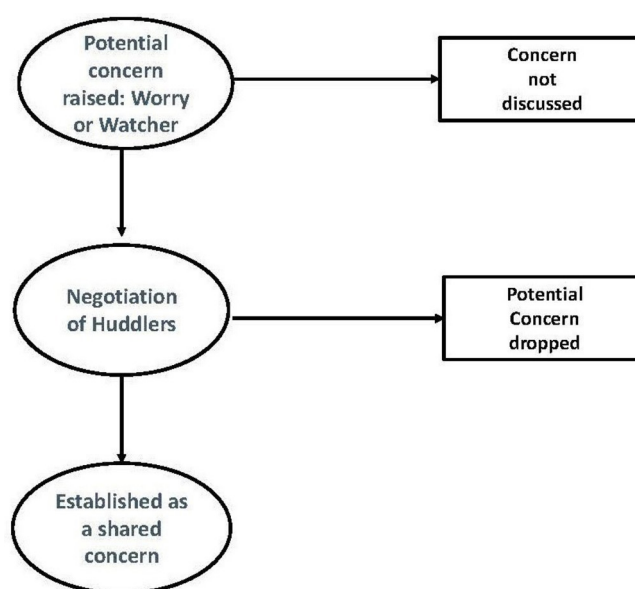 Potential
concern
raised: Worry
or Watcher
Concern
not
discussed
Negotiation
of Huddlers
Potential
Concern
dropped
Established as
a shared
concern